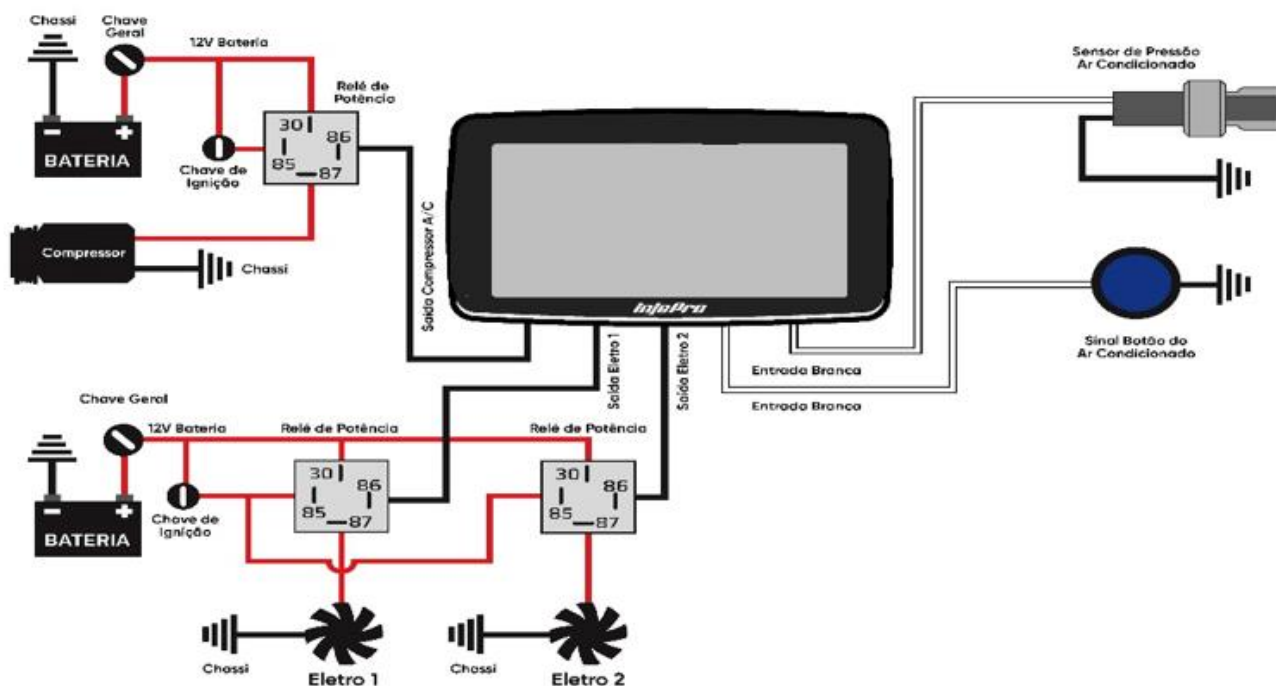 Chassi
Chave
Geral
12V Bateria
Relé de
Potência
Sensor de Pressão
Ar Condicionado
30
86
85
87
- +
BATERIA
Chave de
Ignição
Compressor
Chassi
Saída Compressor A/C
InjePro
Saída Eletro 1
Saída Eletro 2
Entrada Branca
Entrada Branca
Sinal Botão do
Ar Condicionado
Chave Geral
12V Bateria
Relé de Potência
Relé de Potência
30
86
85
87
30
86
85
87
- +
BATERIA
Chave de
Ignição
Chassi
Eletro 1
Chassi
Eletro 2